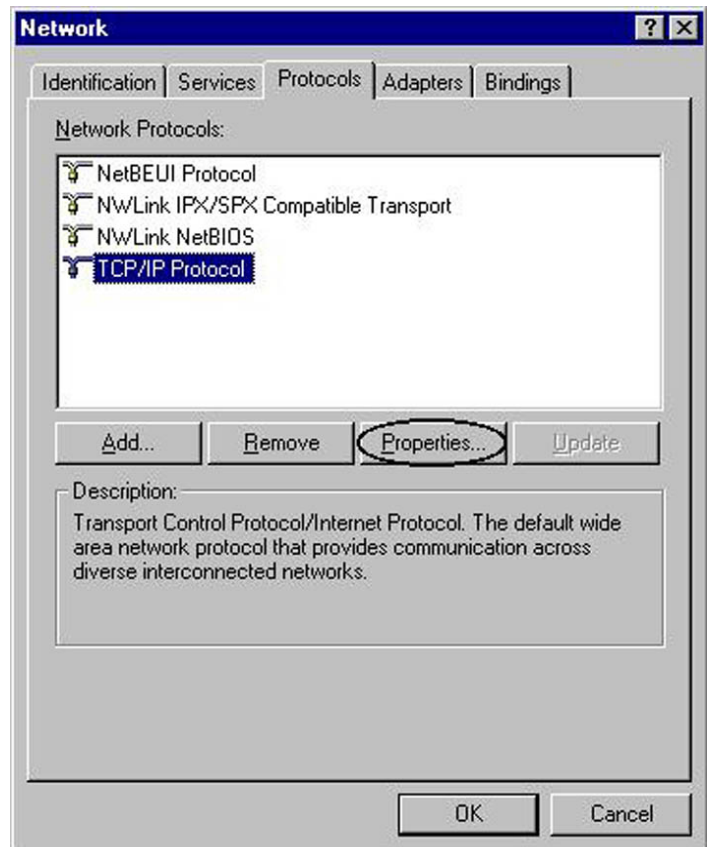 Network
Identification Services Protocols Adapters Bindings
Network Protocols:
NetBEUI Protocol
NWLink IPX/SPX Compatible Transport
NWLink NetBIOS
TCP/IP Protocol
Add... Remove Properties... Update
Description:
Transport Control Protocol/Internet Protocol. The default wide
area network protocol that provides communication across
diverse interconnected networks.
OK Cancel